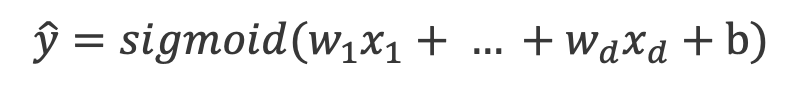 ŷ = sigmoid(w₁x₁ + ... + w_dx_d + b)